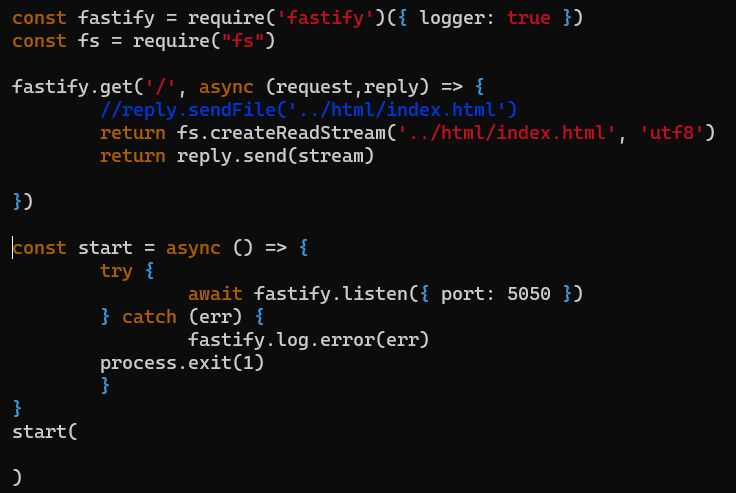 const fastify = require('fastify')({ logger: true })
const fs = require("fs")
fastify.get('/', async (request,reply) => {
//reply.sendFile('../html/index.html')
return fs.createReadStream('../html/index.html', 'utf8')
return reply.send(stream)
})
const start = async () => {
try {
await fastify.listen({ port: 5050 })
} catch (err) {
fastify.log.error(err)
process.exit(1)
}
}
start(
)